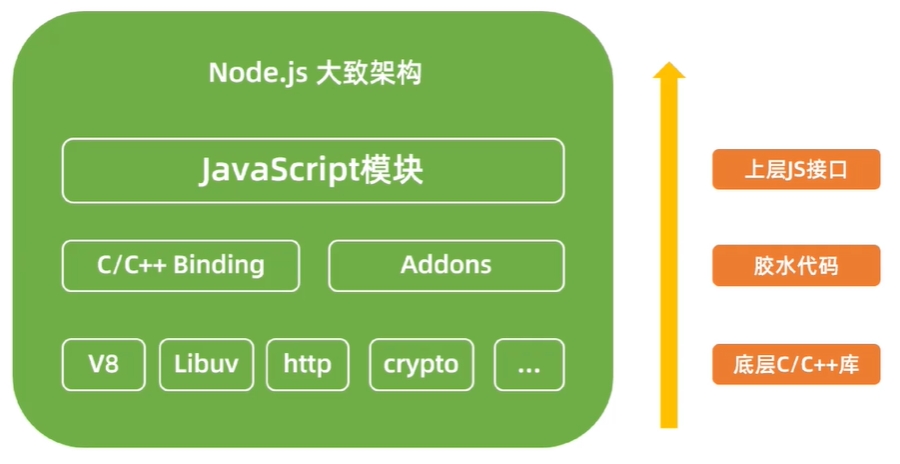 Node.js 大致架构
JavaScript模块
上层JS接口
C/C++ Binding
Addons
胶水代码
V8
Libuv
http
crypto
...
底层C/C++库